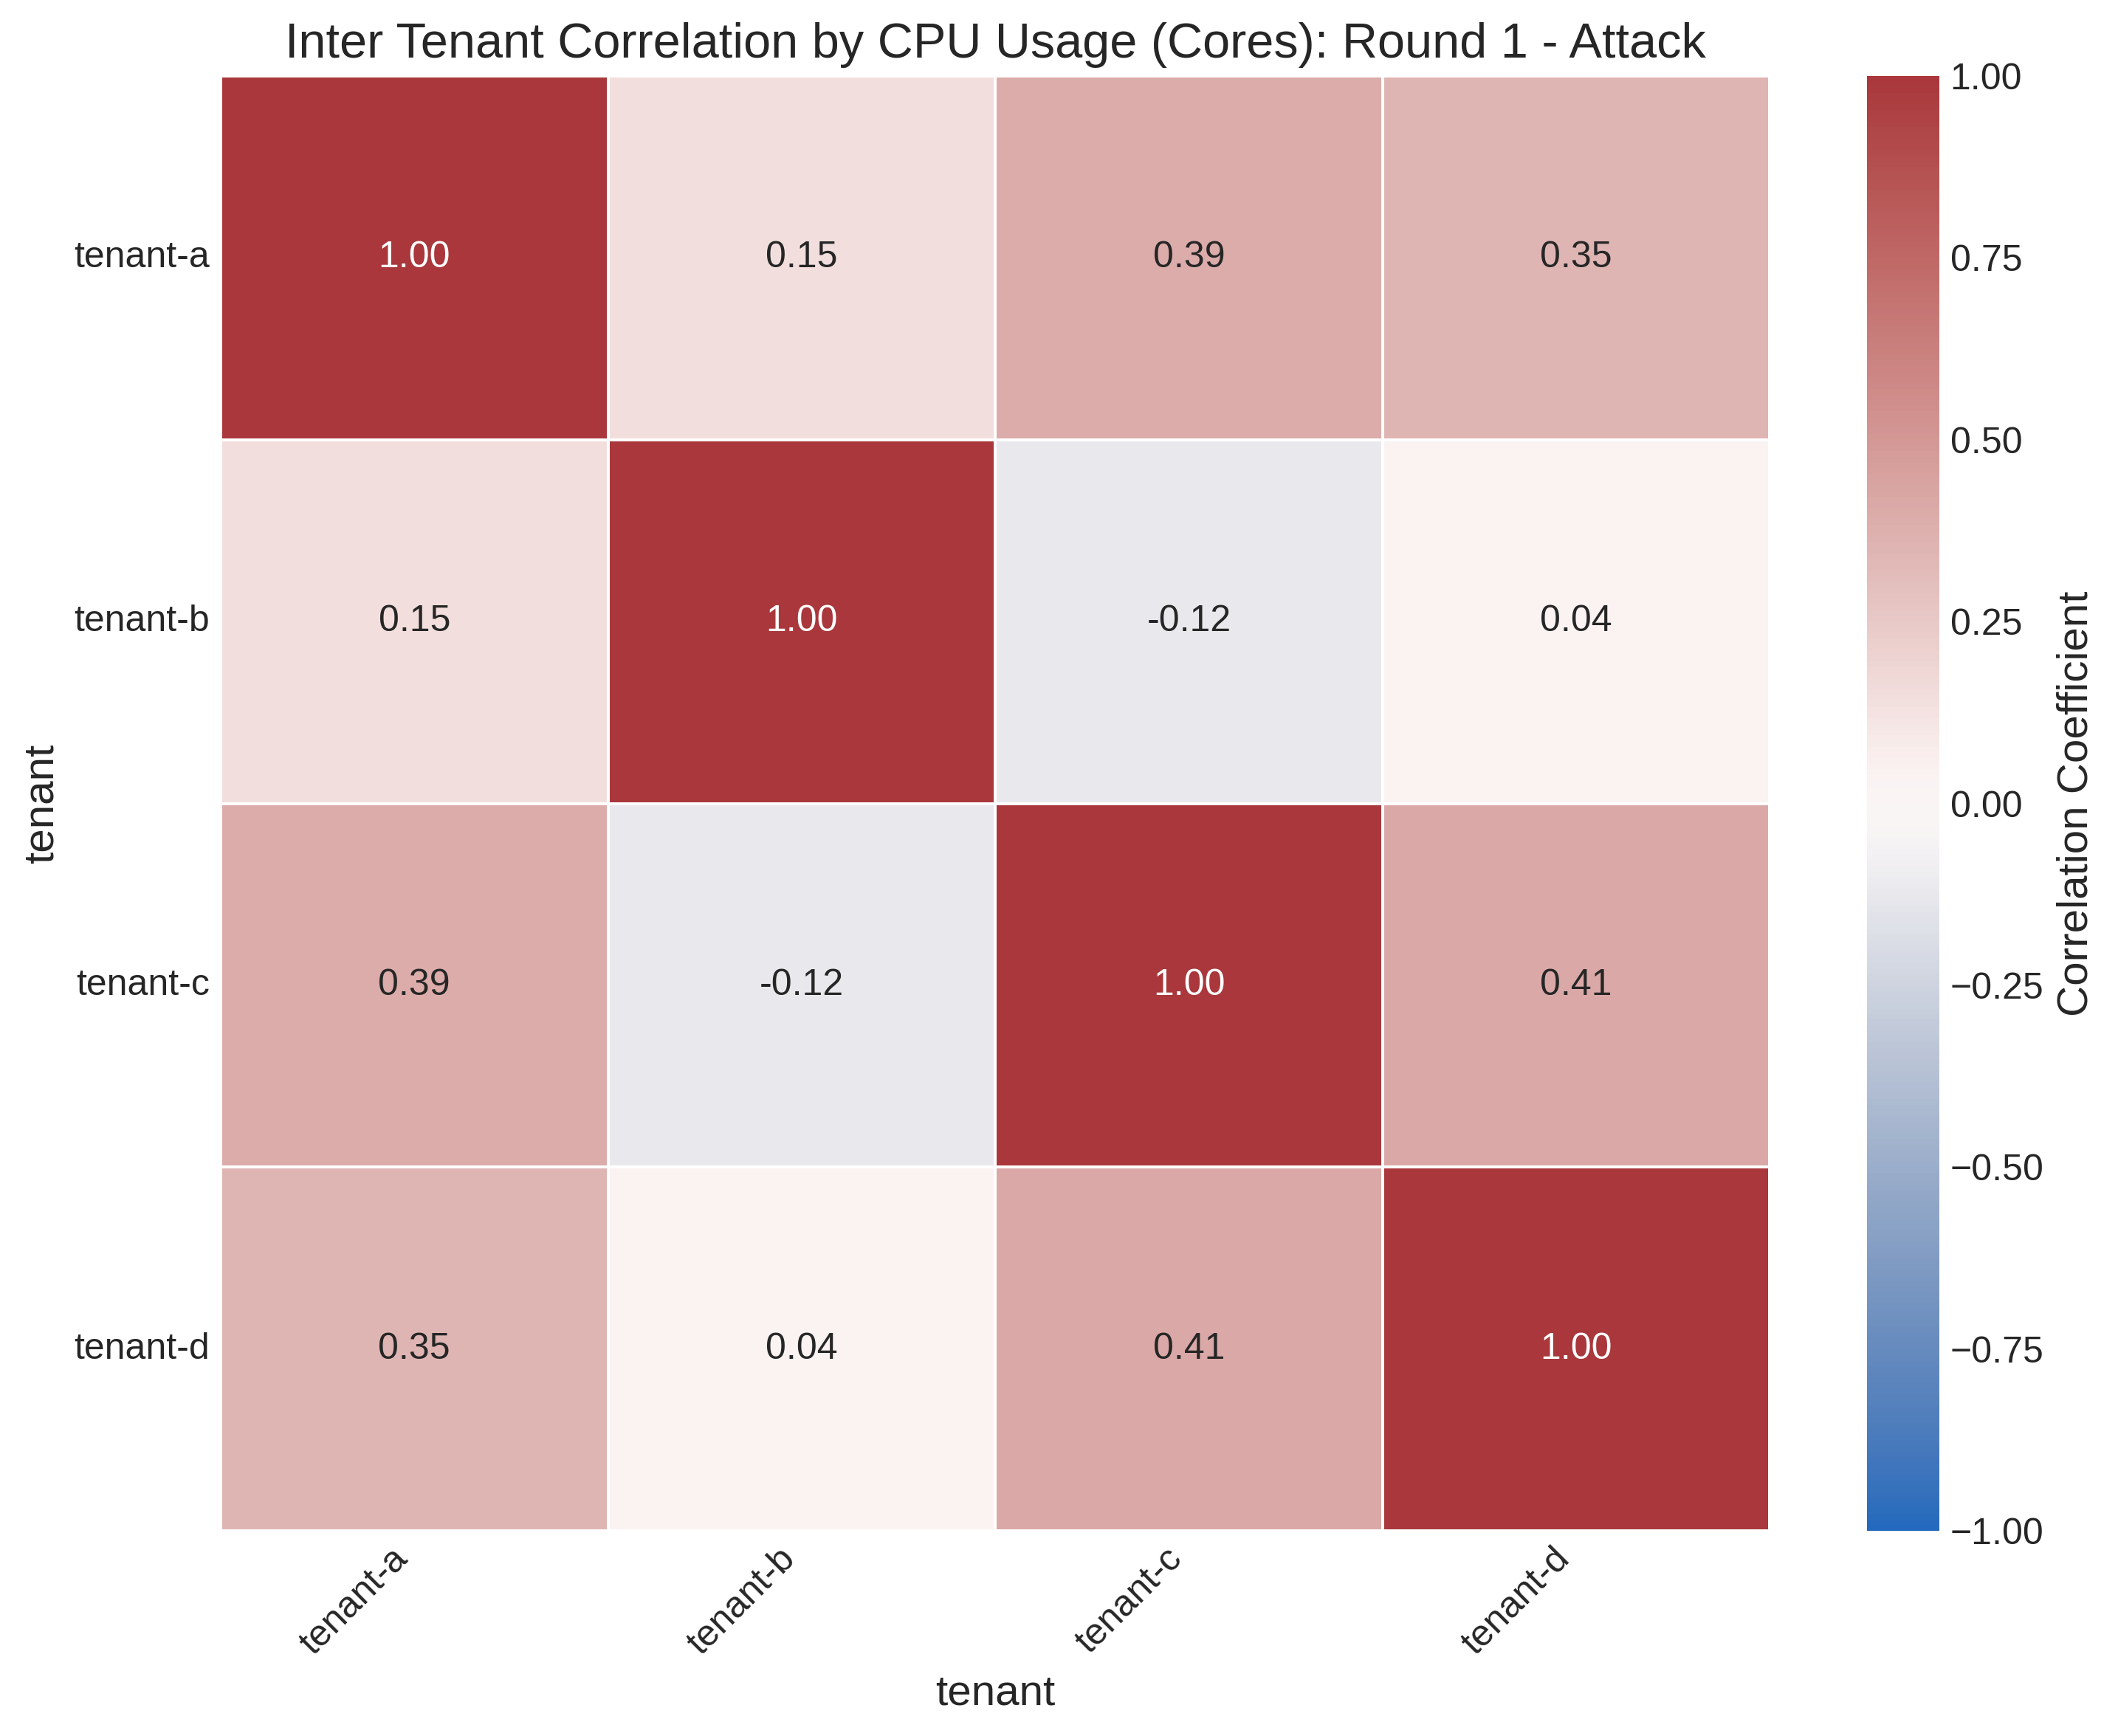 Inter Tenant Correlation by CPU Usage (Cores): Round 1 - Attack
tenant
tenant-a 1.00 0.15 0.39 0.35
tenant-b 0.15 1.00 -0.12 0.04
tenant-c 0.39 -0.12 1.00 0.41
tenant-d 0.35 0.04 0.41 1.00
tenant-a tenant-b tenant-c tenant-d
tenant
1.00
0.75
0.50
0.25
0.00
−0.25
−0.50
−0.75
−1.00
Correlation Coefficient